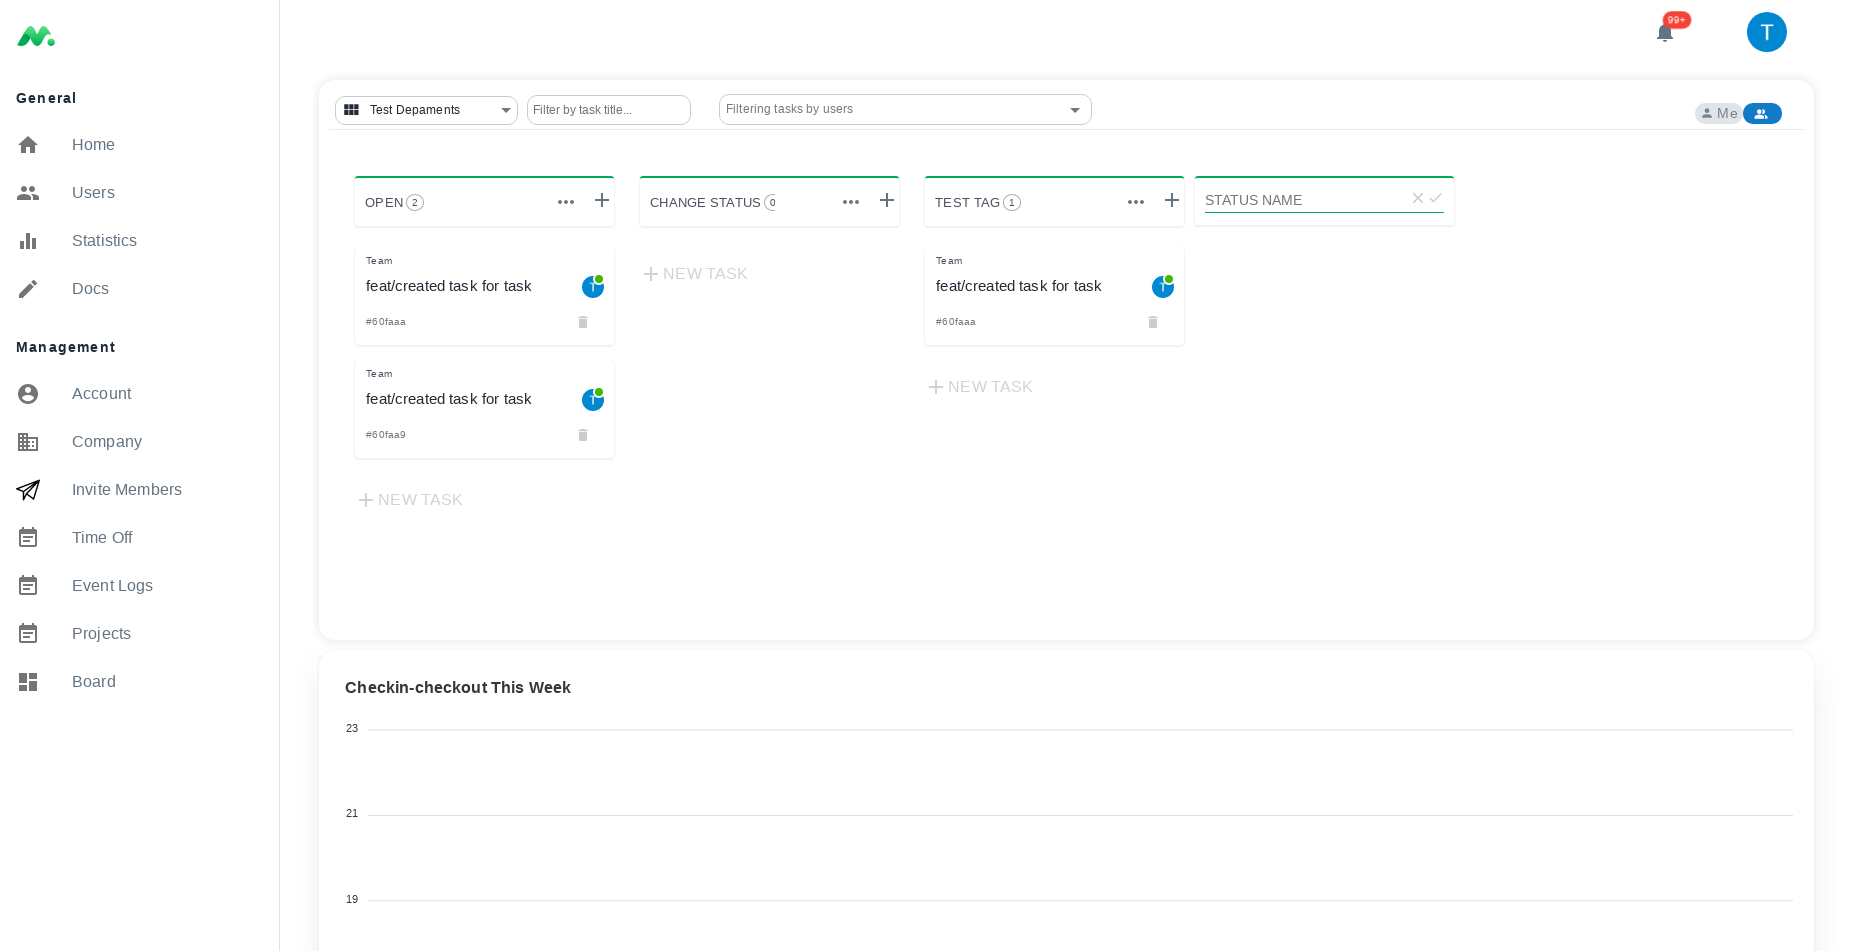 99+
T
General
Home
Users
Statistics
Docs
Management
Account
Company
Invite Members
Time Off
Event Logs
Projects
Board
Test Depaments
Filter by task title...
Filtering tasks by users
Me
OPEN 2
Team
feat/created task for task
T
#60faaa
Team
feat/created task for task
T
#60faa9
NEW TASK
CHANGE STATUS 0
NEW TASK
TEST TAG 1
Team
feat/created task for task
T
#60faaa
NEW TASK
STATUS NAME
Checkin-checkout This Week
23
21
19